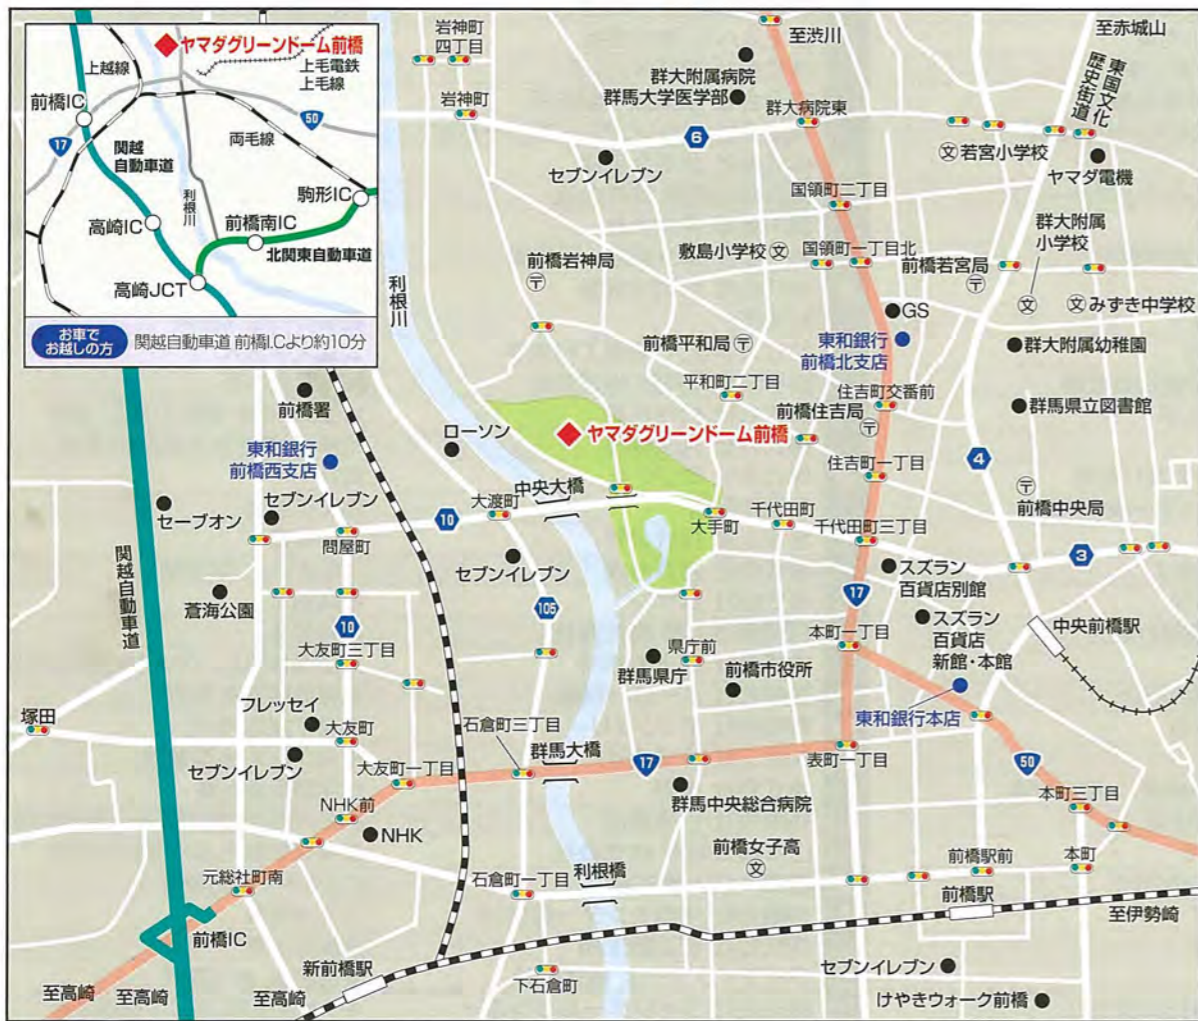 ヤマダグリーンドーム前橋
上越線
上毛電鉄
上毛線
前橋IC
50
17
両毛線
関越
自動車道
利根川
駒形IC
高崎IC
前橋南IC
北関東自動車道
高崎JCT
お車で
お越しの方
関越自動車道 前橋I.Cより約10分
岩神町
四丁目
至渋川
至赤城山
群大附属病院
群馬大学医学部
東国文化
歴史街道
岩神町
群大病院東
6
若宮小学校
文
セブンイレブン
ヤマダ電機
国領町二丁目
群大附属
小学校
敷島小学校
文
国領町一丁目北
前橋岩神局
前橋若宮局
利根川
文
文
みずき中学校
GS
東和銀行
前橋北支店
前橋平和局
群大附属幼稚園
平和町二丁目
住吉町交番前
前橋署
前橋住吉局
群馬県立図書館
ローソン
ヤマダグリーンドーム前橋
東和銀行
前橋西支店
住吉町一丁目
4
中央大橋
セブンイレブン
大渡町
セーブオン
10
大手町
千代田町
千代田町三丁目
前橋中央局
問屋町
3
関越自動車道
セブンイレブン
スズラン
百貨店別館
蒼海公園
17
105
10
スズラン
百貨店
新館・本館
中央前橋駅
本町一丁目
県庁前
大友町三丁目
群馬県庁
前橋市役所
東和銀行本店
塚田
フレッセイ
大友町
石倉町三丁目
群馬大橋
17
表町一丁目
50
セブンイレブン
大友町一丁目
群馬中央総合病院
本町三丁目
NHK前
NHK
前橋女子高
文
前橋駅前
本町
元総社町南
石倉町一丁目
利根橋
前橋駅
至伊勢崎
前橋IC
新前橋駅
下石倉町
セブンイレブン
至高崎
至高崎
至高崎
けやきウォーク前橋